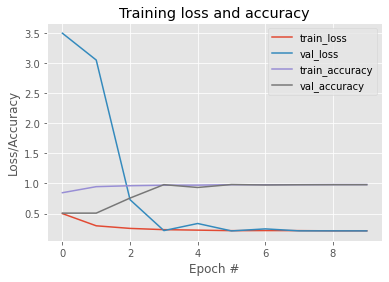 Training loss and accuracy
3.5
3.0
2.5
2.0
1.5
1.0
0.5
Loss/Accuracy
train_loss
val_loss
train_accuracy
val_accuracy
0 2 4 6 8
Epoch #